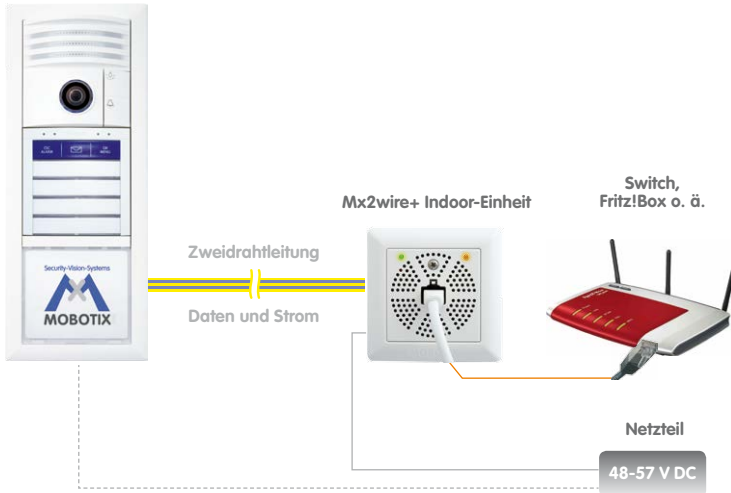 Security-Vision-Systems
MOBOTIX
Zweidrahtleitung
Daten und Strom
Mx2wire+ Indoor-Einheit
Switch,
Fritz!Box o. ä.
Netzteil
48-57 V DC